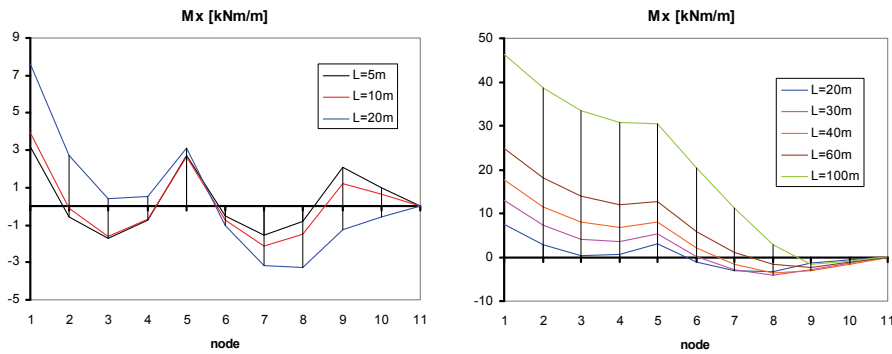 Mx [kNm/m]
9
7
5
3
1
-1
-3
-5
1 2 3 4 5 6 7 8 9 10 11
node
L=5m
L=10m
L=20m
Mx [kNm/m]
50
40
30
20
10
0
-10
1 2 3 4 5 6 7 8 9 10 11
node
L=20m
L=30m
L=40m
L=60m
L=100m